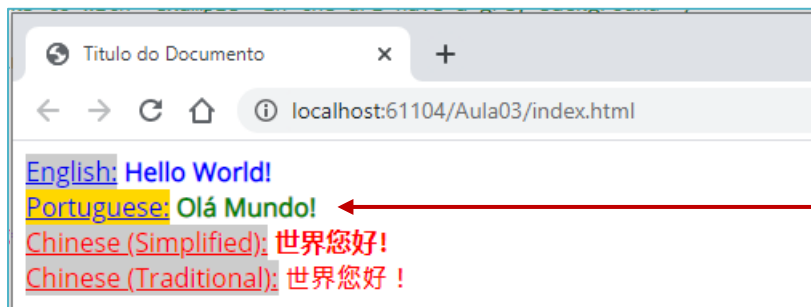 Titulo do Documento
localhost:61104/Aula03/index.html
English: Hello World!
Portuguese: Olá Mundo!
Chinese (Simplified): 世界您好!
Chinese (Traditional): 世界您好！